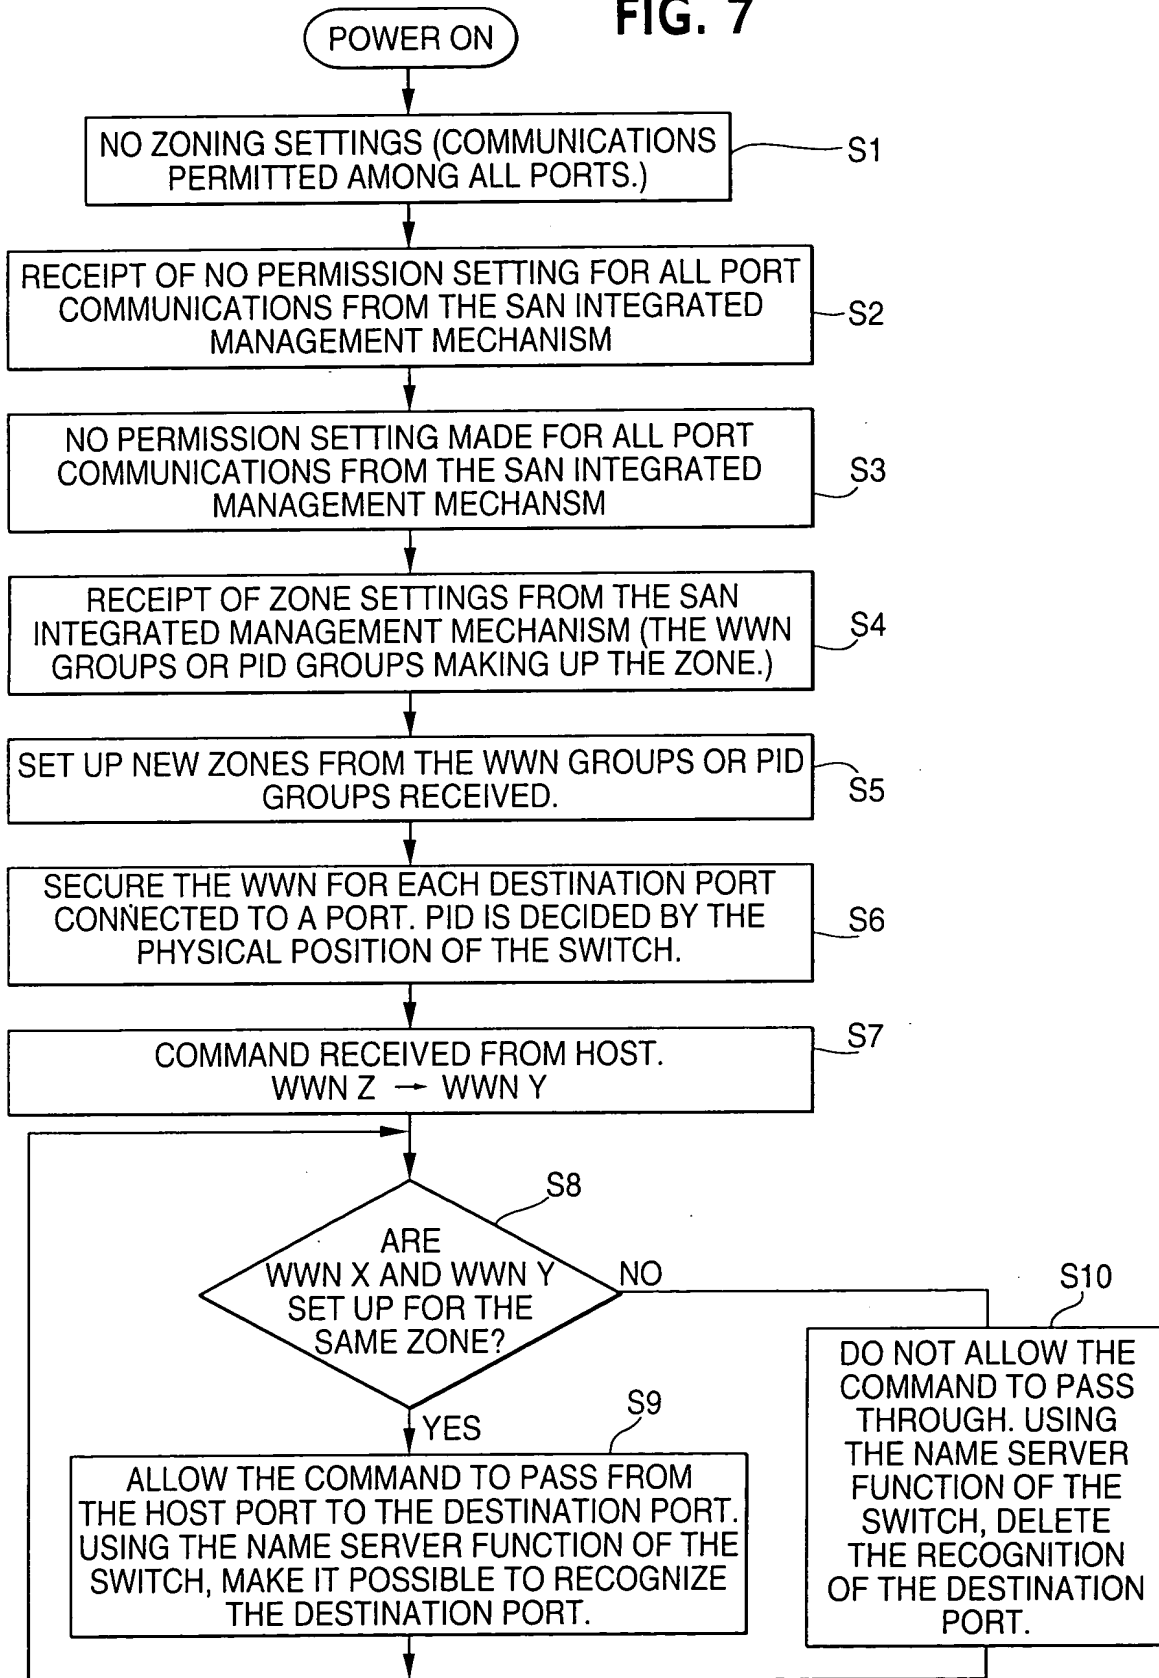 FIG. 7
POWER ON
NO ZONING SETTINGS (COMMUNICATIONS
PERMITTED AMONG ALL PORTS.)
S1
RECEIPT OF NO PERMISSION SETTING FOR ALL PORT
COMMUNICATIONS FROM THE SAN INTEGRATED
MANAGEMENT MECHANISM
S2
NO PERMISSION SETTING MADE FOR ALL PORT
COMMUNICATIONS FROM THE SAN INTEGRATED
MANAGEMENT MECHANSM
S3
RECEIPT OF ZONE SETTINGS FROM THE SAN
INTEGRATED MANAGEMENT MECHANISM (THE WWN
GROUPS OR PID GROUPS MAKING UP THE ZONE.)
S4
SET UP NEW ZONES FROM THE WWN GROUPS OR PID
GROUPS RECEIVED.
S5
SECURE THE WWN FOR EACH DESTINATION PORT
CONNECTED TO A PORT. PID IS DECIDED BY THE
PHYSICAL POSITION OF THE SWITCH.
S6
COMMAND RECEIVED FROM HOST.
WWN Z → WWN Y
S7
S8
ARE
WWN X AND WWN Y
SET UP FOR THE
SAME ZONE?
NO
YES
S9
ALLOW THE COMMAND TO PASS FROM
THE HOST PORT TO THE DESTINATION PORT.
USING THE NAME SERVER FUNCTION OF THE
SWITCH, MAKE IT POSSIBLE TO RECOGNIZE
THE DESTINATION PORT.
S10
DO NOT ALLOW THE
COMMAND TO PASS
THROUGH. USING
THE NAME SERVER
FUNCTION OF THE
SWITCH, DELETE
THE RECOGNITION
OF THE DESTINATION
PORT.